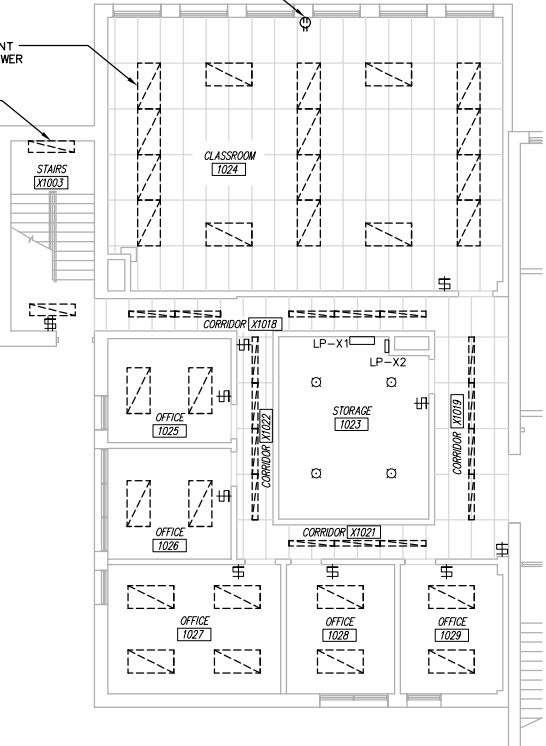 NT
WER
STAIRS
X1003
CLASSROOM
1024
CORRIDOR X1018
LP-X1
LP-X2
OFFICE
1025
CORRIDOR X1022
STORAGE
1023
CORRIDOR X1019
OFFICE
1026
CORRIDOR X1021
OFFICE
1027
OFFICE
1028
OFFICE
1029